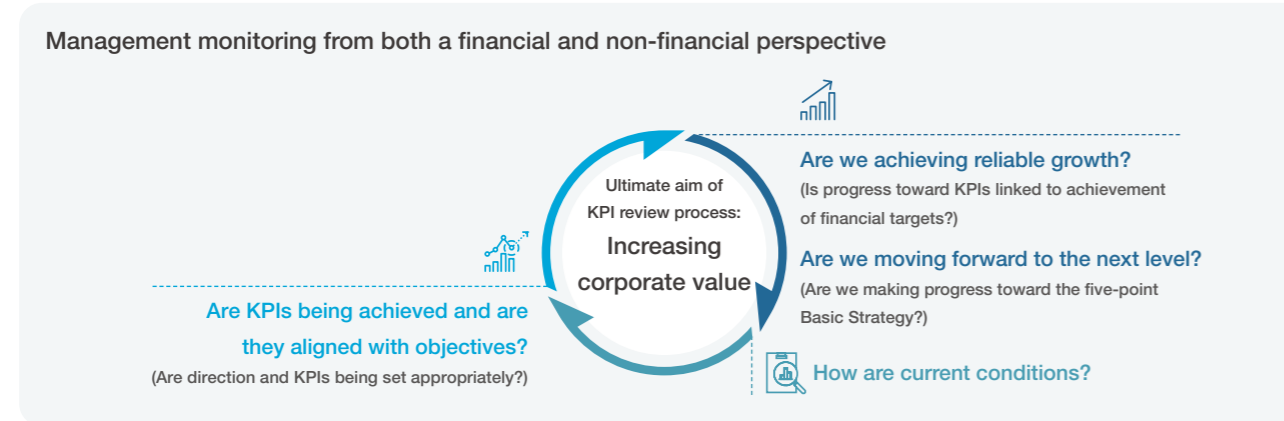 Management monitoring from both a financial and non-financial perspective
Ultimate aim of
KPI review process:
Increasing
corporate value
Are we achieving reliable growth?
(Is progress toward KPIs linked to achievement
of financial targets?)
Are we moving forward to the next level?
(Are we making progress toward the five-point
Basic Strategy?)
How are current conditions?
Are KPIs being achieved and are
they aligned with objectives?
(Are direction and KPIs being set appropriately?)